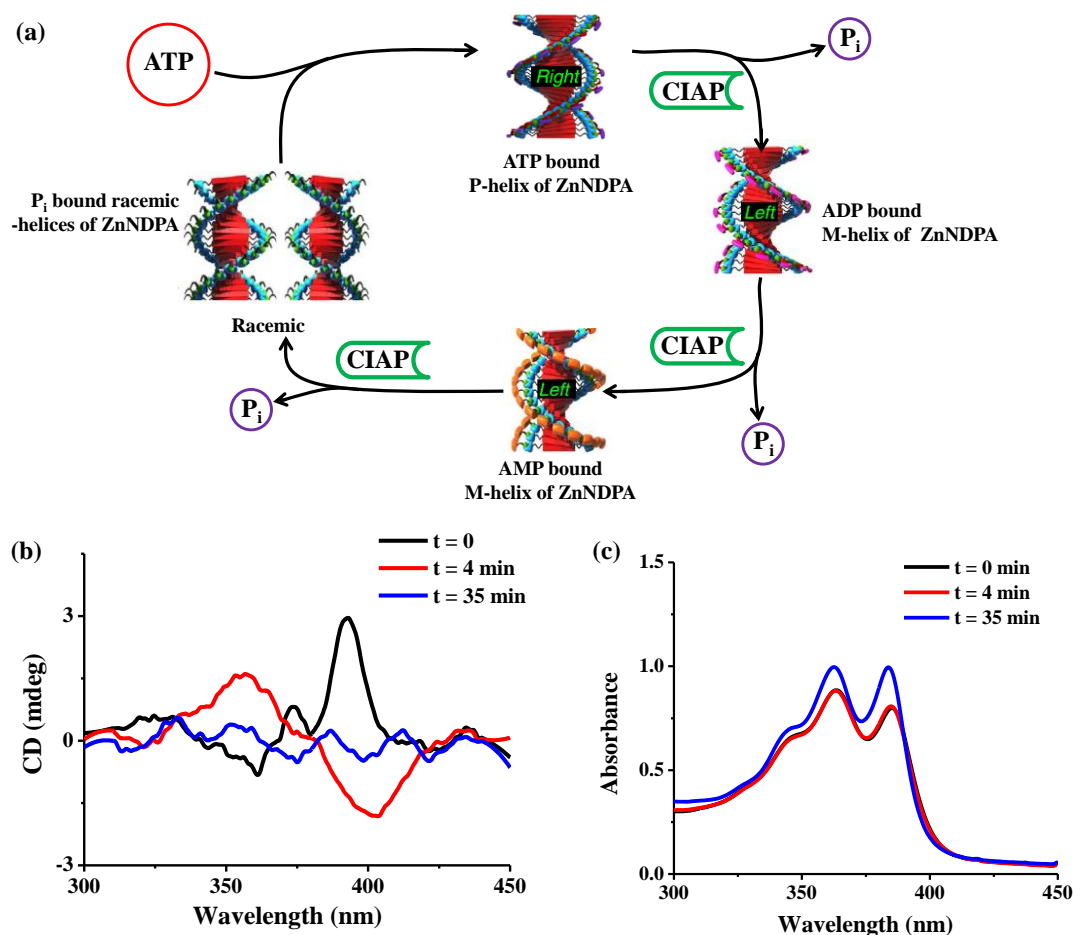 (a)
ATP
Right
CIAP
Pi
ATP bound
P-helix of ZnNDPA
Pi bound racemic
-helices of ZnNDPA
Left
ADP bound
M-helix of ZnNDPA
Racemic
CIAP
Left
CIAP
Pi
Pi
AMP bound
M-helix of ZnNDPA
(b)
t = 0
t = 4 min
t = 35 min
3
0
-3
CD (mdeg)
300 350 400 450
Wavelength (nm)
(c)
t = 0 min
t = 4 min
t = 35 min
1.5
1.0
0.5
0.0
Absorbance
300 350 400 450
Wavelength (nm)